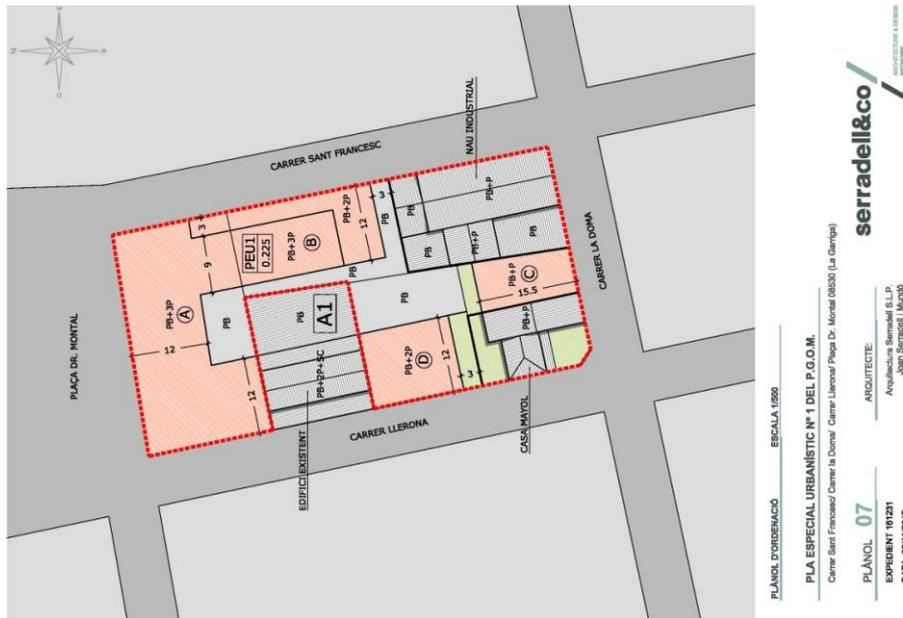 PLAÇA DR. MONTAL
CARRER SANT FRANCESC
NAU INDUSTRIAL
PB+3P
A
12
PB
9
3
PEU1
0.225
PB+3P
B
PB+2P
12
3
PB
PB
PB
PB+P
PB
PB+P
PB
A1
PB
PB
12
PB+2P+SC
EDIFICI EXISTENT
PB+2P
D
12
3
PB+P
C
15.5
PB+P
CASA MAYOL
CARRER LLERONA
CARRER LA DOMA
PLÀNOL D'ORDENACIÓ
ESCALA 1/500
PLA ESPECIAL URBANÍSTIC Nº 1 DEL P.G.O.M.
Carrer Sant Francesc/ Carrer la Doma/ Carrer Llerona/ Plaça Dr. Montal 08530 (La Garriga)
PLÀNOL 07
EXPEDIENT 161231
ARQUITECTE:
Arquitectura Serradell S.L.P.
Joan Serradell i Mundó
serradell&co
ARCHITECTURE & DESIGN